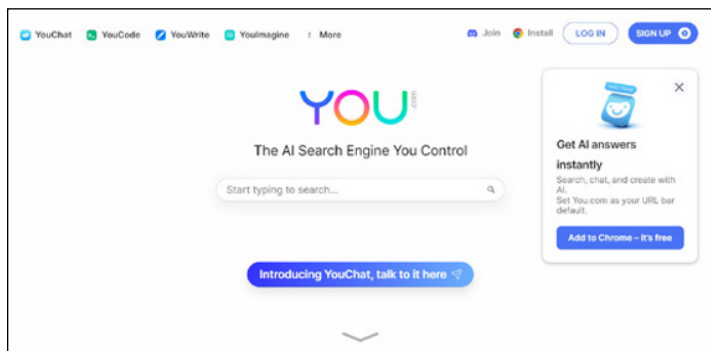 YouChat YouCode YouWrite YouImagine More Join Install LOG IN SIGN UP
YOU.com
The AI Search Engine You Control
Start typing to search...
Introducing YouChat, talk to it here
Get AI answers
instantly
Search, chat, and create with
AI.
Set You.com as your URL bar
default.
Add to Chrome – it's free